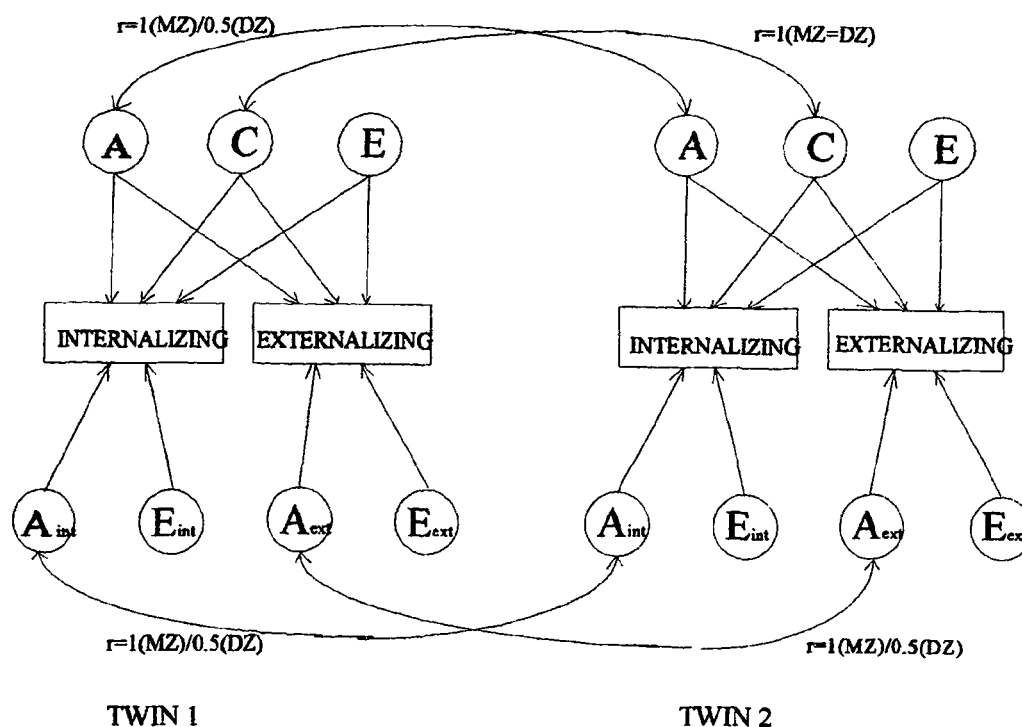 r=1(MZ)/0.5(DZ)
r=1(MZ=DZ)
A C E A C E
INTERNALIZING EXTERNALIZING INTERNALIZING EXTERNALIZING
A int E int A ext E ext A int E int A ext E ex
r=1(MZ)/0.5(DZ) r=1(MZ)/0.5(DZ)
TWIN 1 TWIN 2